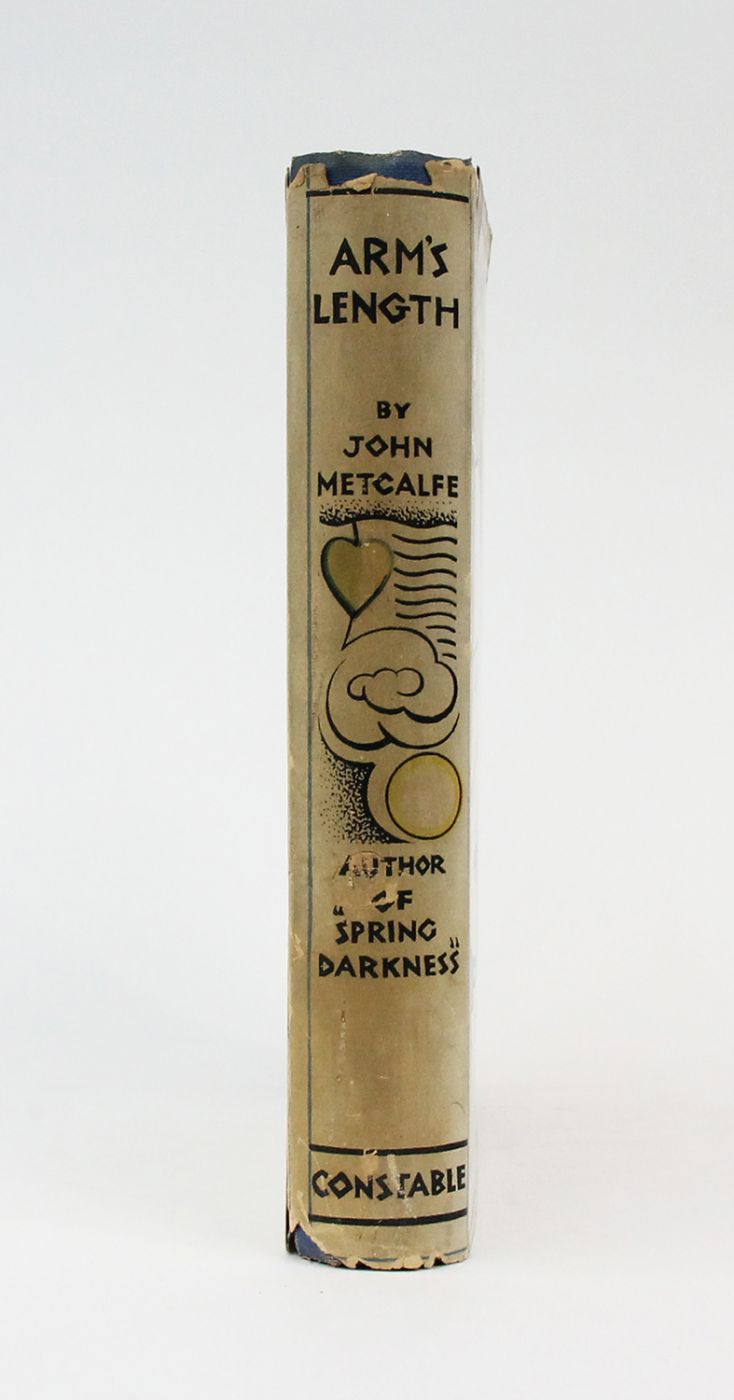 ARM'S
LENGTH
BY
JOHN
METCALFE
AUTHOR
OF
"SPRING
DARKNESS"
CONSTABLE